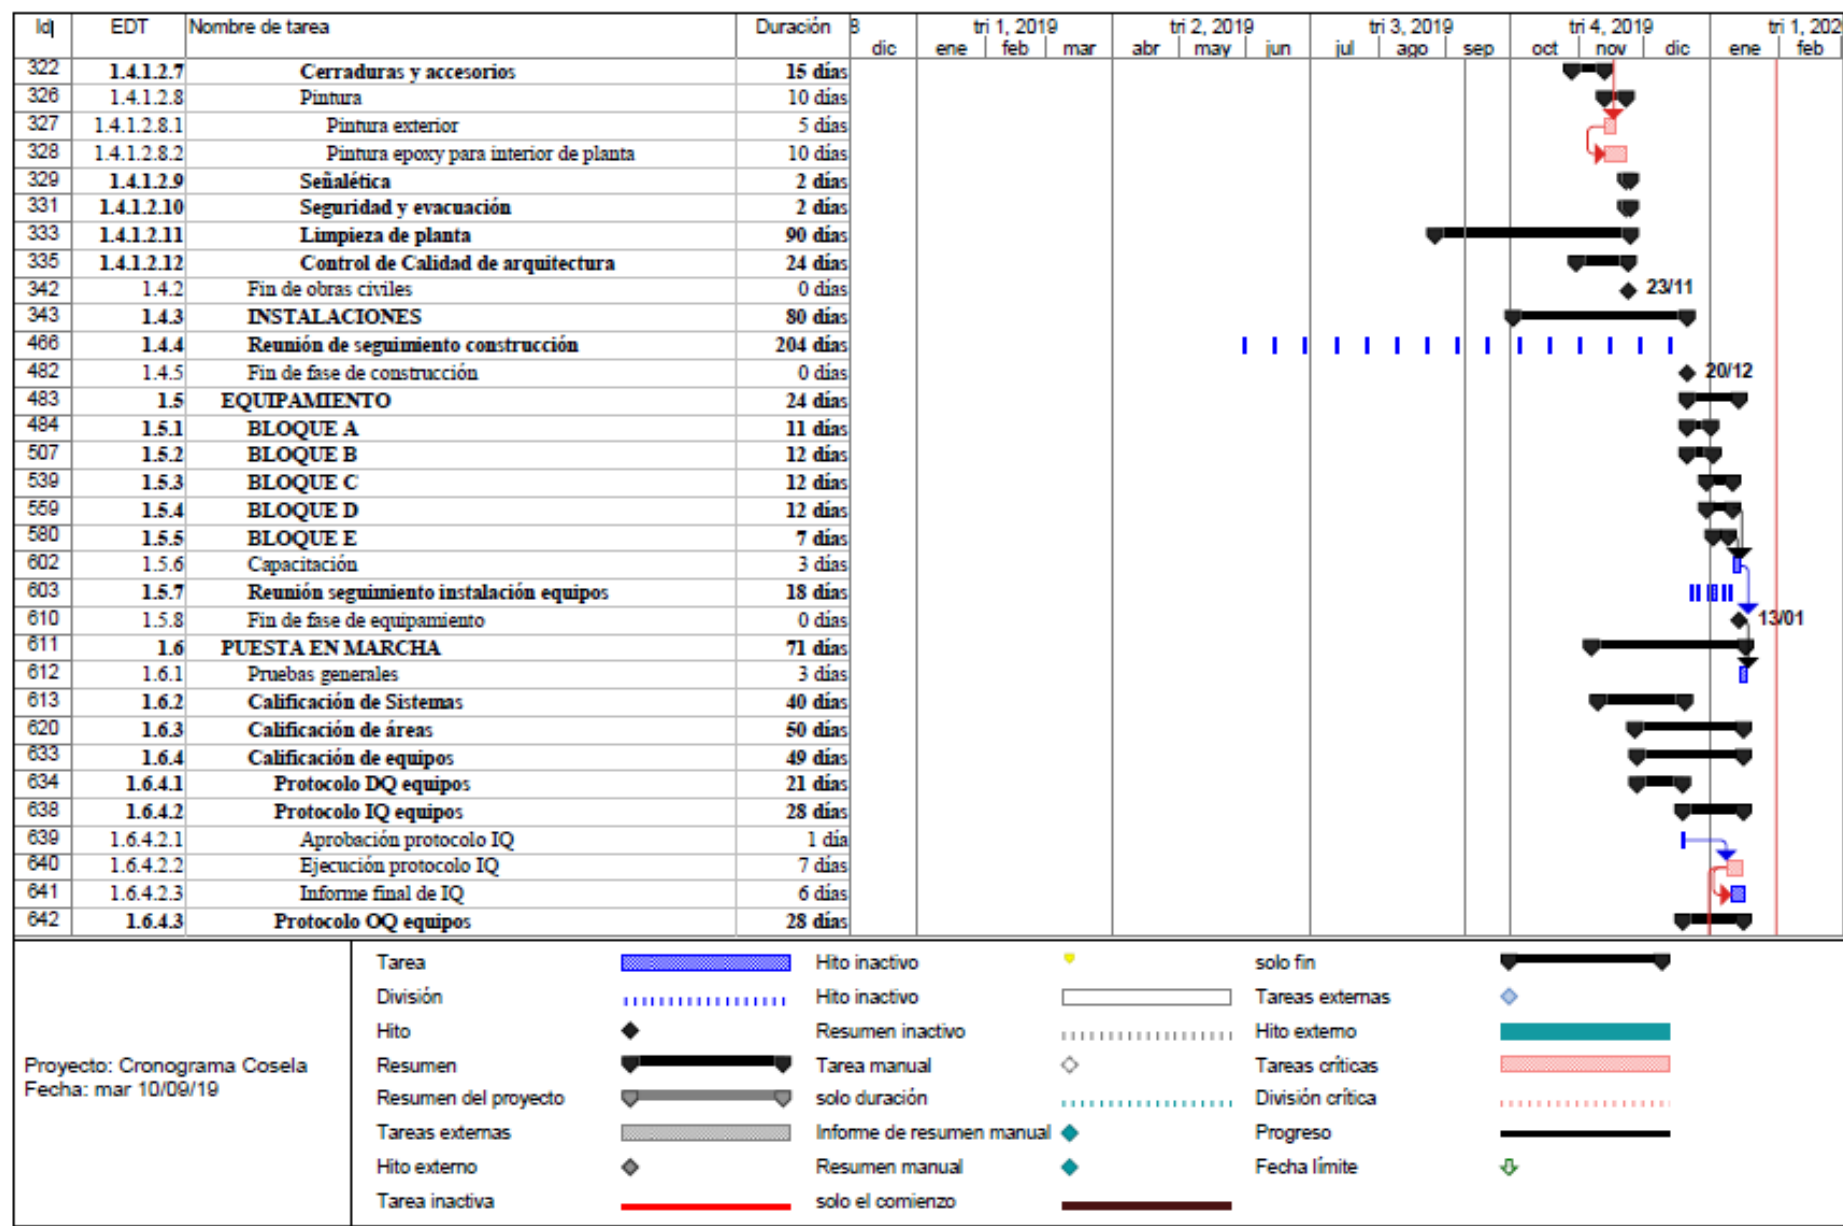 Id EDT Nombre de tarea Duración 8 tri 1, 2019 tri 2, 2019 tri 3, 2019 tri 4, 2019 tri 1, 202
dic ene feb mar abr may jun jul ago sep oct nov dic ene feb
322 1.4.1.2.7 Cerraduras y accesorios 15 días
326 1.4.1.2.8 Pintura 10 días
327 1.4.1.2.8.1 Pintura exterior 5 días
328 1.4.1.2.8.2 Pintura epoxy para interior de planta 10 días
329 1.4.1.2.9 Señalética 2 días
331 1.4.1.2.10 Seguridad y evacuación 2 días
333 1.4.1.2.11 Limpieza de planta 90 días
335 1.4.1.2.12 Control de Calidad de arquitectura 24 días
342 1.4.2 Fin de obras civiles 0 días 23/11
343 1.4.3 INSTALACIONES 80 días
466 1.4.4 Reunión de seguimiento construcción 204 días
482 1.4.5 Fin de fase de construcción 0 días 20/12
483 1.5 EQUIPAMIENTO 24 días
484 1.5.1 BLOQUE A 11 días
507 1.5.2 BLOQUE B 12 días
539 1.5.3 BLOQUE C 12 días
559 1.5.4 BLOQUE D 12 días
580 1.5.5 BLOQUE E 7 días
602 1.5.6 Capacitación 3 días
603 1.5.7 Reunión seguimiento instalación equipos 18 días
610 1.5.8 Fin de fase de equipamiento 0 días 13/01
611 1.6 PUESTA EN MARCHA 71 días
612 1.6.1 Pruebas generales 3 días
613 1.6.2 Calificación de Sistemas 40 días
620 1.6.3 Calificación de áreas 50 días
633 1.6.4 Calificación de equipos 49 días
634 1.6.4.1 Protocolo DQ equipos 21 días
638 1.6.4.2 Protocolo IQ equipos 28 días
639 1.6.4.2.1 Aprobación protocolo IQ 1 día
640 1.6.4.2.2 Ejecución protocolo IQ 7 días
641 1.6.4.2.3 Informe final de IQ 6 días
642 1.6.4.3 Protocolo OQ equipos 28 días
Proyecto: Cronograma Cosela
Fecha: mar 10/09/19
Tarea
División
Hito
Resumen
Resumen del proyecto
Tareas externas
Hito externo
Tarea inactiva
Hito inactivo
Hito inactivo
Resumen inactivo
Tarea manual
solo duración
Informe de resumen manual
Resumen manual
solo el comienzo
solo fin
Tareas externas
Hito externo
Tareas críticas
División crítica
Progreso
Fecha límite